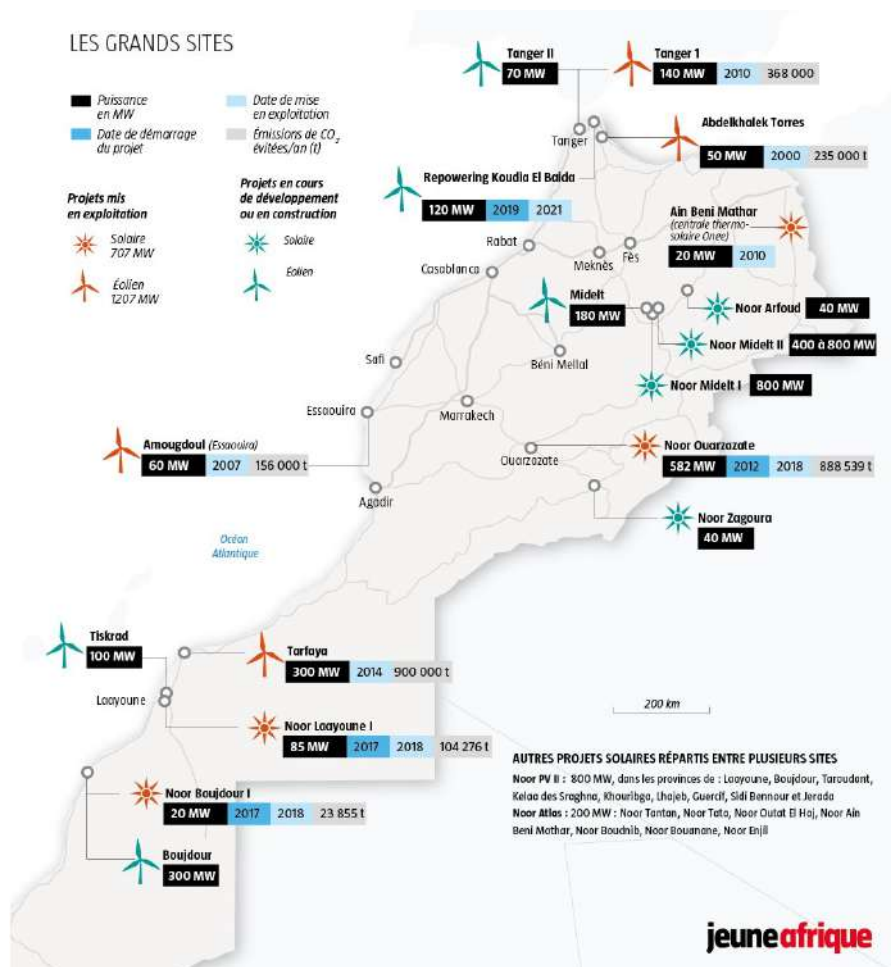 LES GRANDS SITES
Puissance
en MW
Date de mise
en exploitation
Date de démarrage
du projet
Émissions de CO2
évitées/an (t)
Projets mis
en exploitation
Solaire
707 MW
Éolien
1207 MW
Projets en cours
de développement
ou en construction
Solaire
Éolien
Tanger II
70 MW
Tanger 1
140 MW 2010 368 000
Tanger
Abdelkhalek Torres
50 MW 2000 235 000 t
Repowering Koudia El Baida
120 MW 2019 2021
Ain Beni Mathar
(centrale thermo-
solaire Onee)
20 MW 2010
Rabat
Casablanca
Meknès
Fès
Midelt
180 MW
Noor Arfoud 40 MW
Noor Midelt II 400 à 800 MW
Noor Midelt I 800 MW
Safi
Béni Mellal
Essaouira
Marrakech
Amougdoul (Essaouira)
60 MW 2007 156 000 t
Ouarzazate
Noor Ouarzazate
582 MW 2012 2018 888 539 t
Agadir
Noor Zagoura
40 MW
Océan
Atlantique
Tiskrad
100 MW
Tarfaya
300 MW 2014 900 000 t
Laayoune
Noor Laayoune I
85 MW 2017 2018 104 276 t
200 km
Noor Boujdour I
20 MW 2017 2018 23 855 t
Boujdour
300 MW
AUTRES PROJETS SOLAIRES RÉPARTIS ENTRE PLUSIEURS SITES
Noor PV II : 800 MW, dans les provinces de : Laayoune, Boujdour, Taroudant,
Kelaa des Sraghna, Khouribga, Lhajeb, Guercif, Sidi Bennour et Jerada
Noor Atlas : 200 MW : Noor Tantan, Noor Tata, Noor Outat El Haj, Noor Ain
Beni Mathar, Noor Boudnib, Noor Bouanane, Noor Enjil
jeuneafrique